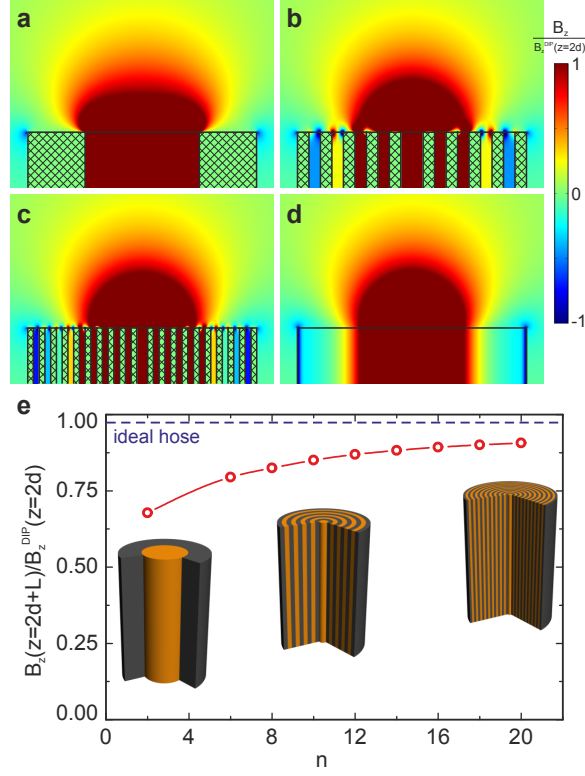 a
b
B_z
B_z^DIP(z=2d)
1
0
-1
c
d
e
1.00
ideal hose
0.75
0.50
0.25
0.00
B_z(z=2d+L)/B_z^DIP(z=2d)
0 4 8 12 16 20
n